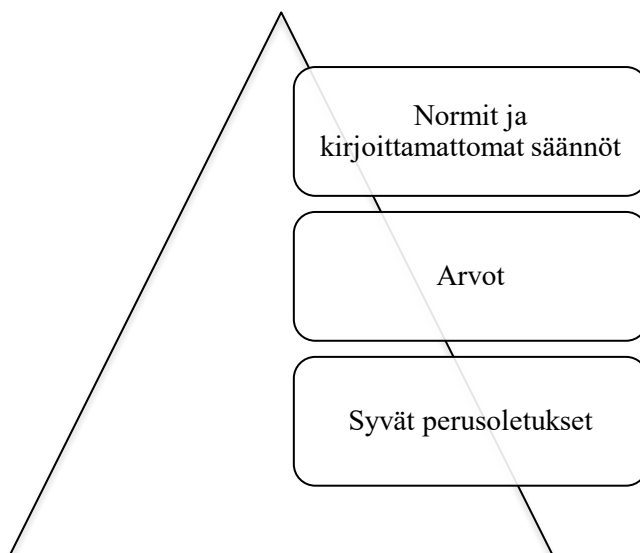 Normit ja
kirjoittamattomat säännöt
Arvot
Syvät perusoletukset